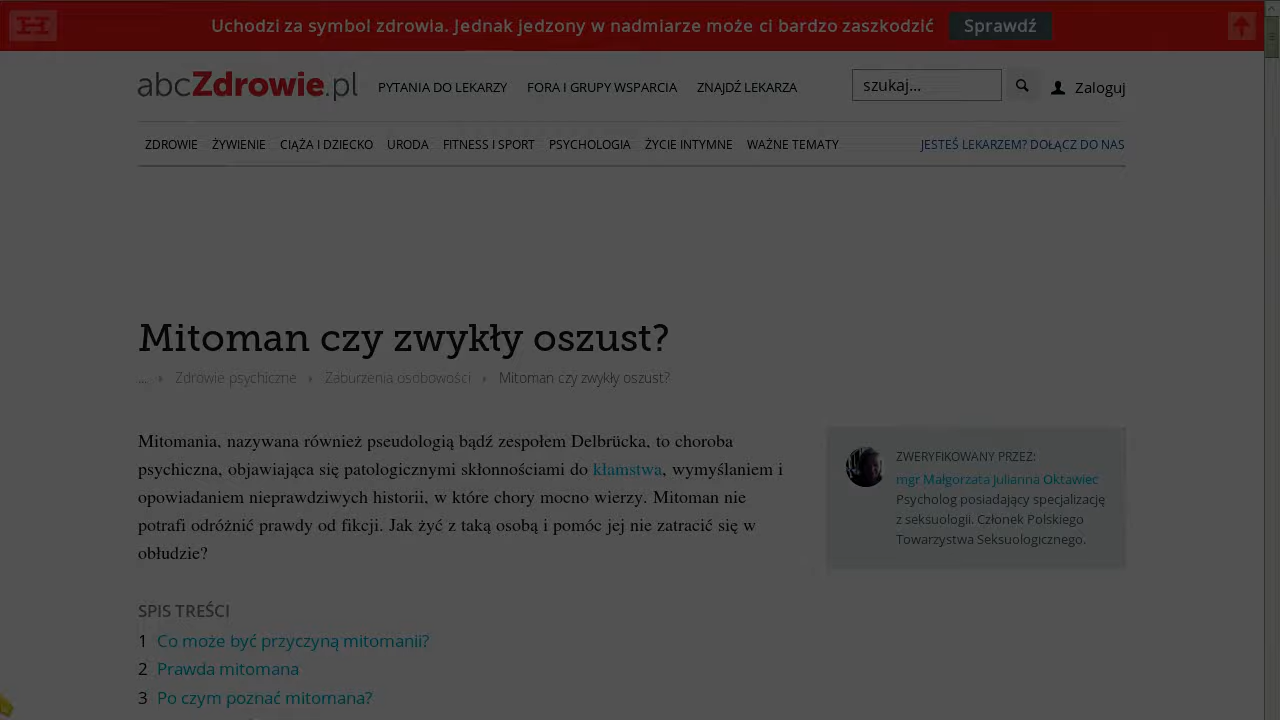 Uchodzi za symbol zdrowia. Jednak jedzony w nadmiarze może ci bardzo zaszkodzić Sprawdź
abcZdrowie.pl PYTANIA DO LEKARZY FORA I GRUPY WSPARCIA ZNAJDŹ LEKARZA szukaj... Zaloguj
ZDROWIE ŻYWIENIE CIĄŻA I DZIECKO URODA FITNESS I SPORT PSYCHOLOGIA ŻYCIE INTYMNE WAŻNE TEMATY JESTEŚ LEKARZEM? DOŁĄCZ DO NAS
Mitoman czy zwykły oszust?
... Zdrowie psychiczne Zaburzenia osobowości Mitoman czy zwykły oszust?
Mitomania, nazywana również pseudologią bądź zespołem Delbrücka, to choroba
psychiczna, objawiająca się patologicznymi skłonnościami do kłamstwa, wymyślaniem i
opowiadaniem nieprawdziwych historii, w które chory mocno wierzy. Mitoman nie
potrafi odróżnić prawdy od fikcji. Jak żyć z taką osobą i pomóc jej nie zatracić się w
obłudzie?
ZWERYFIKOWANY PRZEZ:
mgr Małgorzata Julianna Oktawiec
Psycholog posiadający specjalizację
z seksuologii. Członek Polskiego
Towarzystwa Seksuologicznego.
SPIS TREŚCI
1 Co może być przyczyną mitomanii?
2 Prawda mitomana
3 Po czym poznać mitomana?